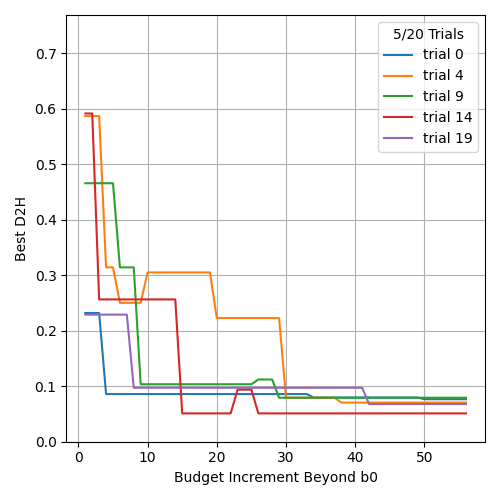 5/20 Trials
trial 0
trial 4
trial 9
trial 14
trial 19
Best D2H
0.7
0.6
0.5
0.4
0.3
0.2
0.1
0.0
0 10 20 30 40 50
Budget Increment Beyond b0